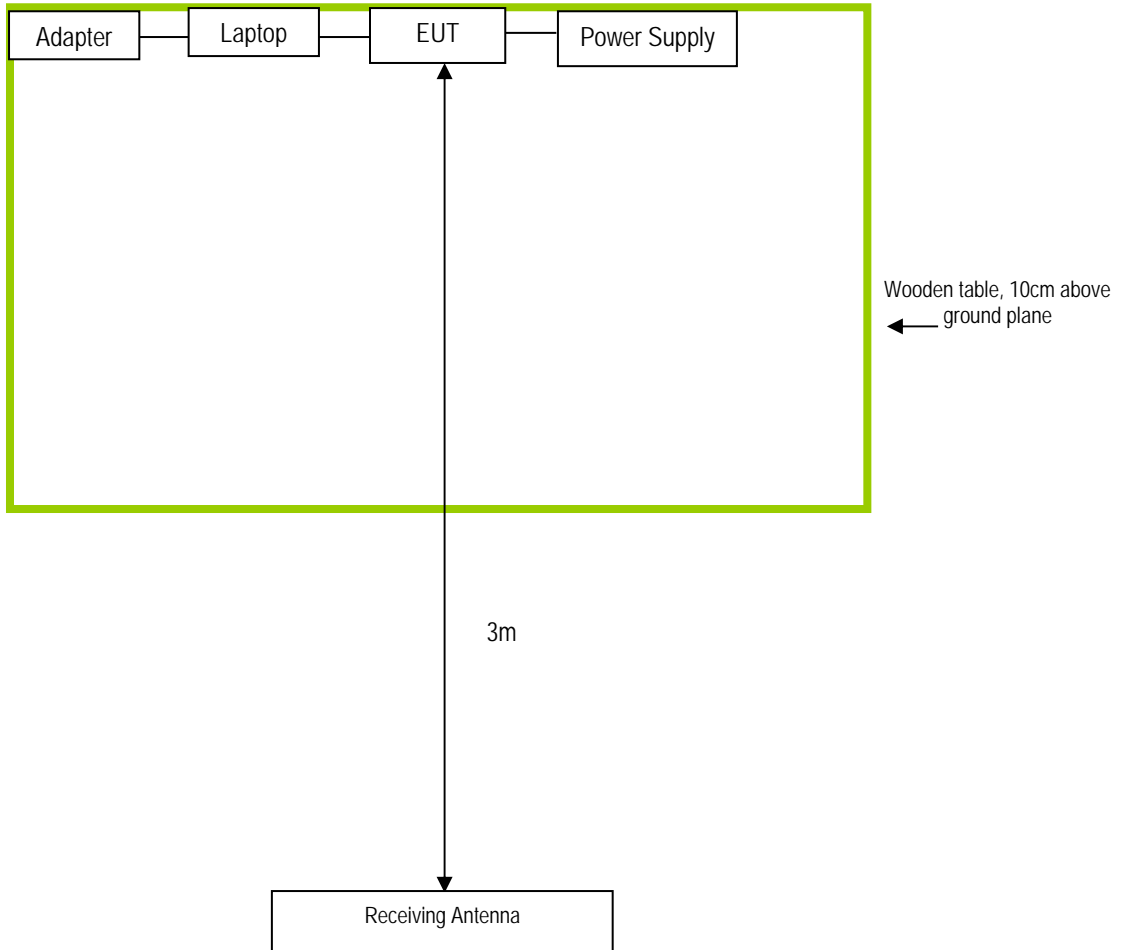 Adapter
Laptop
EUT
Power Supply
Wooden table, 10cm above
ground plane
3m
Receiving Antenna